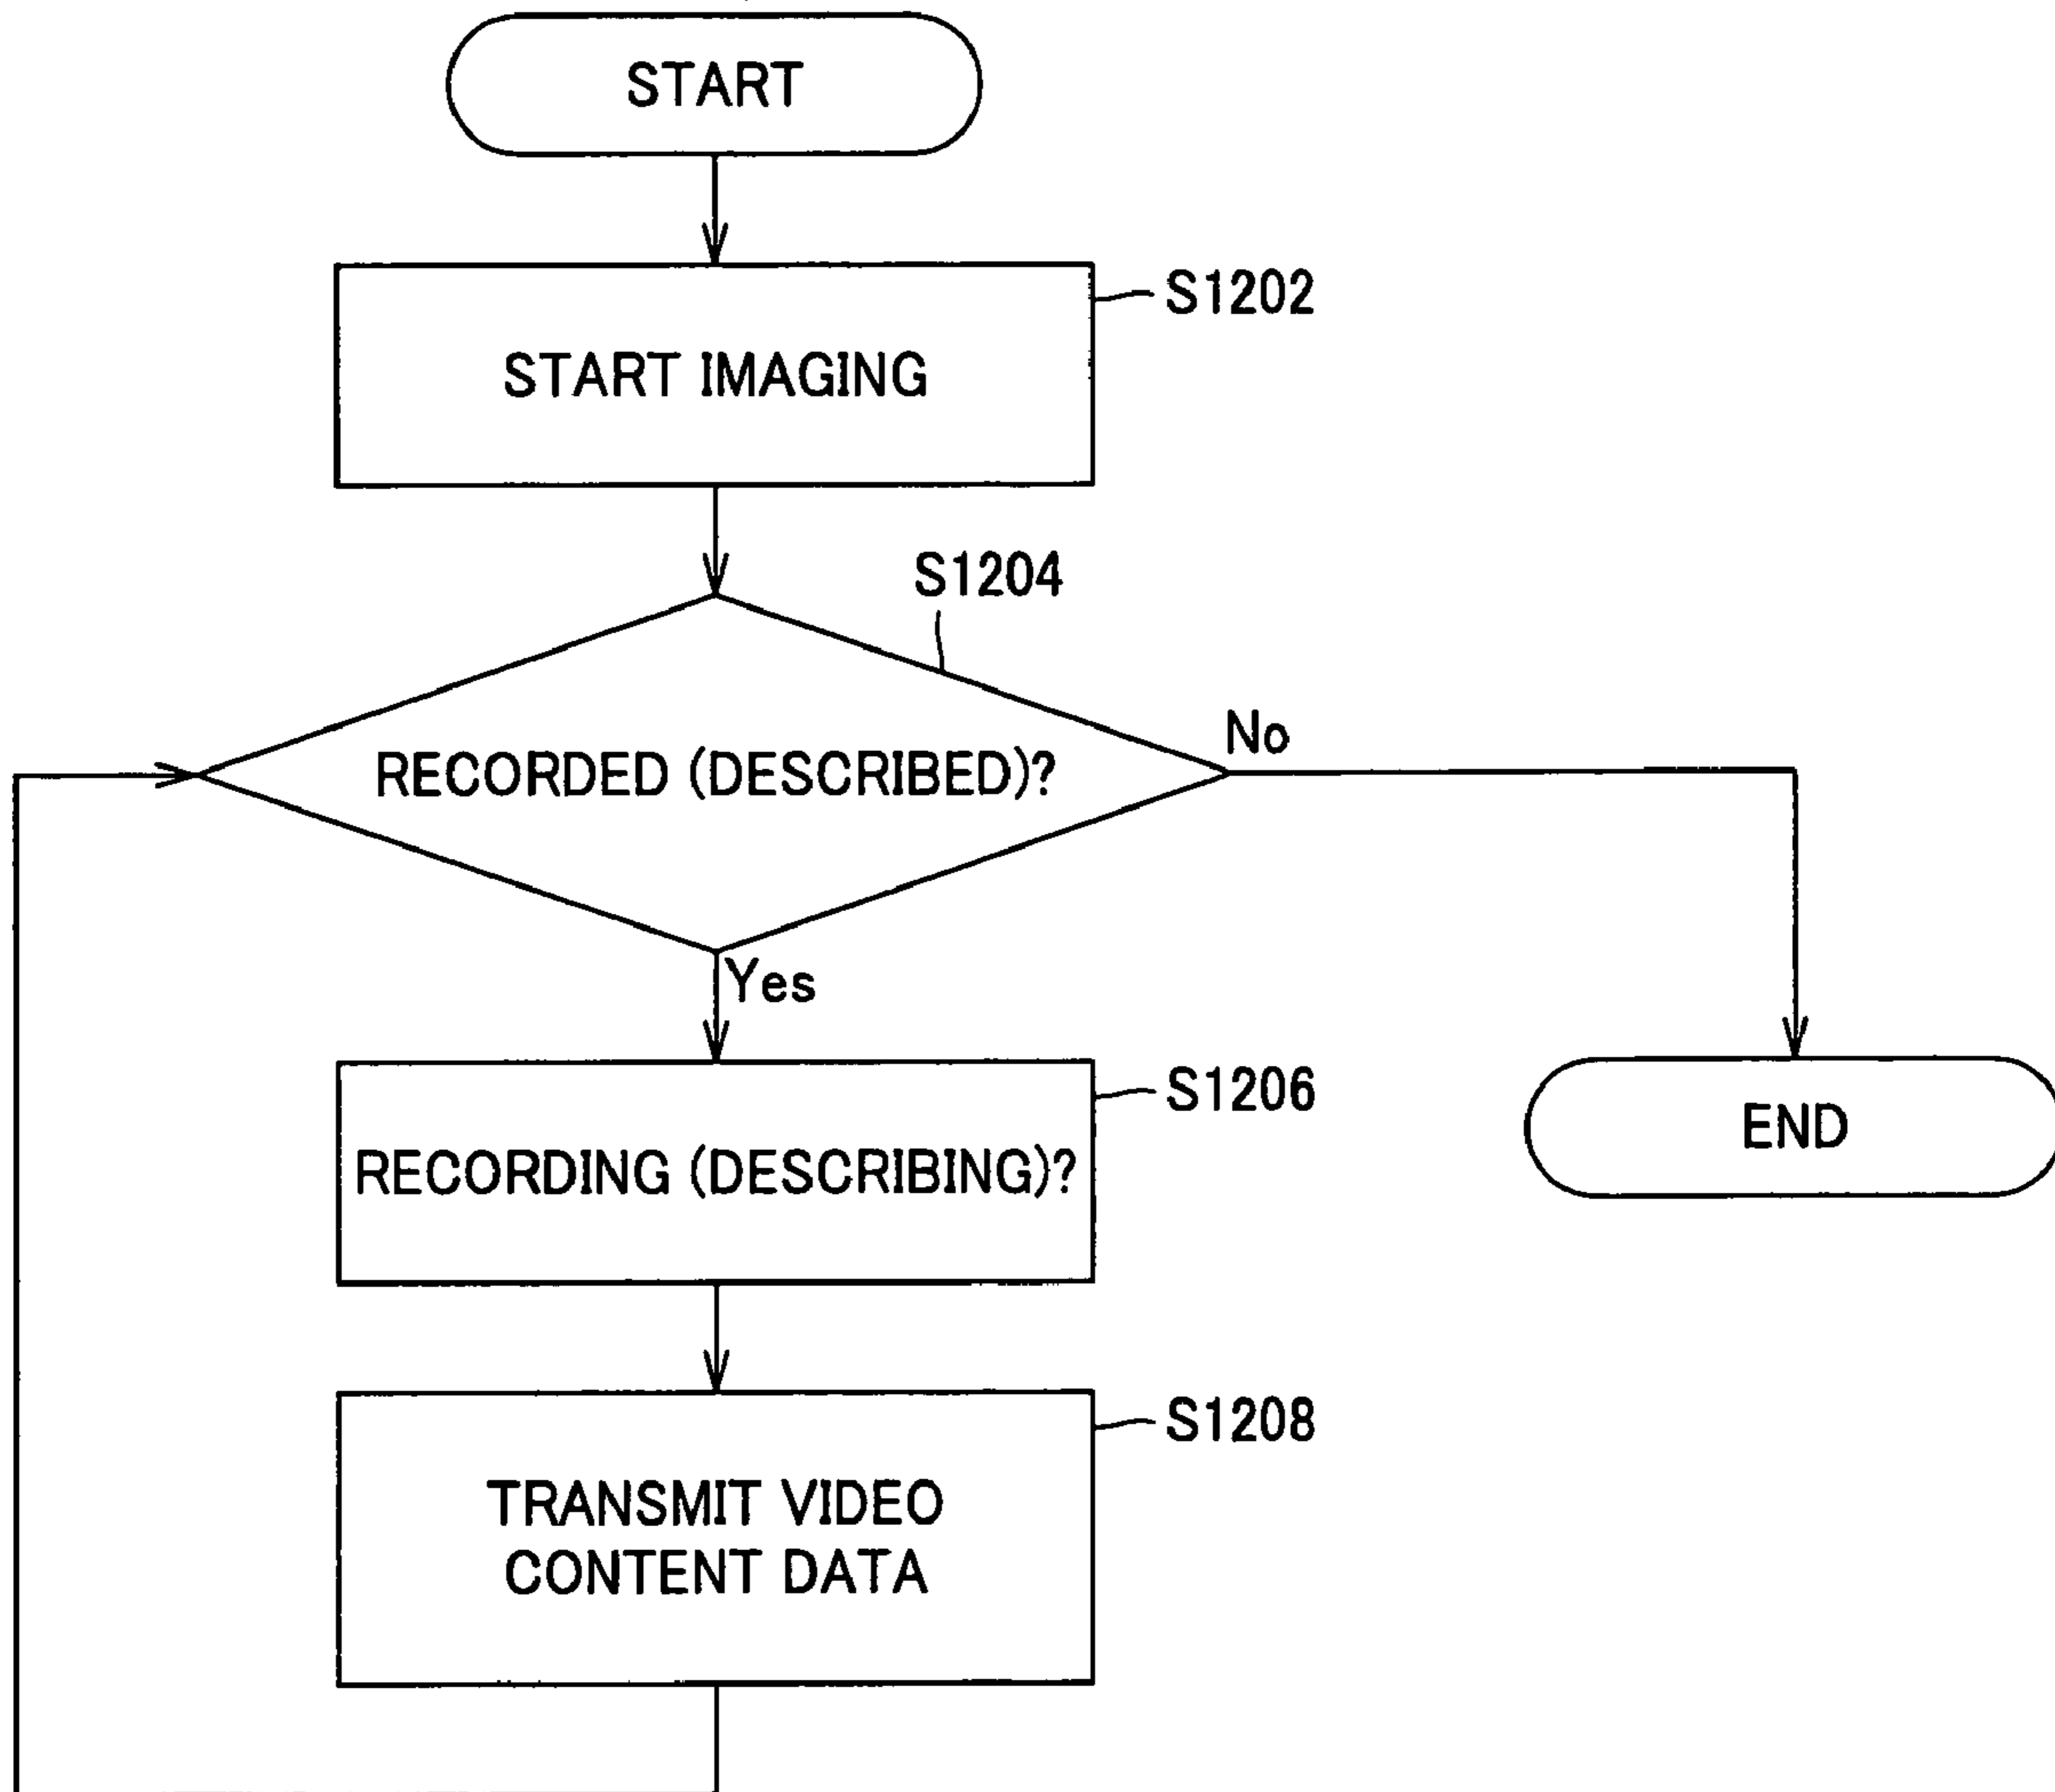 START
S1202
START IMAGING
S1204
No
RECORDED (DESCRIBED)?
Yes
S1206
RECORDING (DESCRIBING)?
END
S1208
TRANSMIT VIDEO
CONTENT DATA